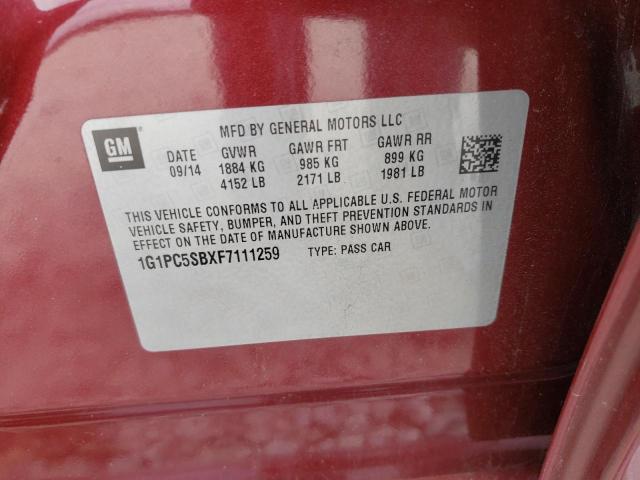 GM
MFD BY GENERAL MOTORS LLC
DATE GVWR GAWR FRT GAWR RR
09/14 1884 KG 985 KG 899 KG
4152 LB 2171 LB 1981 LB
THIS VEHICLE CONFORMS TO ALL APPLICABLE U.S. FEDERAL MOTOR
VEHICLE SAFETY, BUMPER, AND THEFT PREVENTION STANDARDS IN
EFFECT ON THE DATE OF MANUFACTURE SHOWN ABOVE.
1G1PC5SBXF7111259 TYPE: PASS CAR